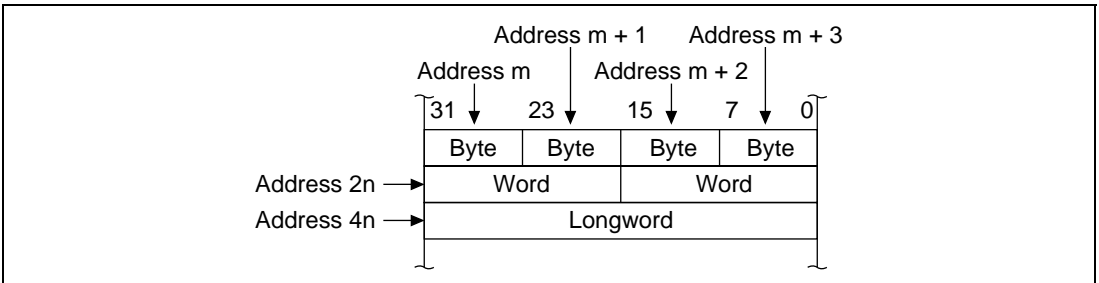 Address m + 1 Address m + 3
Address m Address m + 2
31 23 15 7 0
Byte Byte Byte Byte
Address 2n Word Word
Address 4n Longword